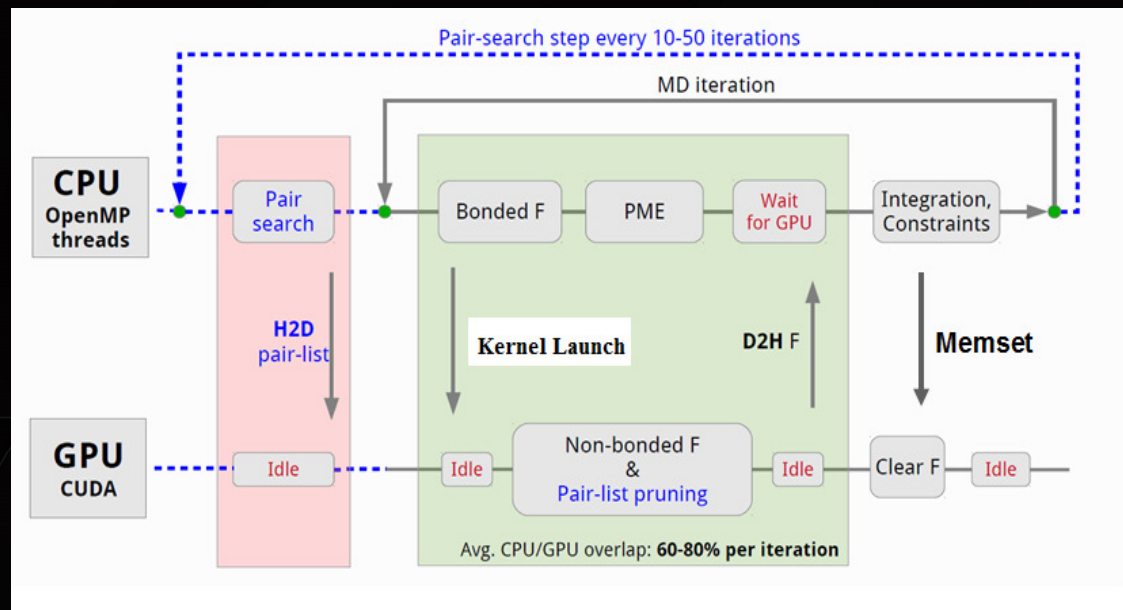 Pair-search step every 10-50 iterations
MD iteration
CPU
OpenMP
threads
Pair
search
Bonded F
PME
Wait
for GPU
Integration,
Constraints
H2D
pair-list
Kernel Launch
D2H F
Memset
GPU
CUDA
Idle
Idle
Non-bonded F
&
Pair-list pruning
Idle
Clear F
Idle
Avg. CPU/GPU overlap: 60-80% per iteration